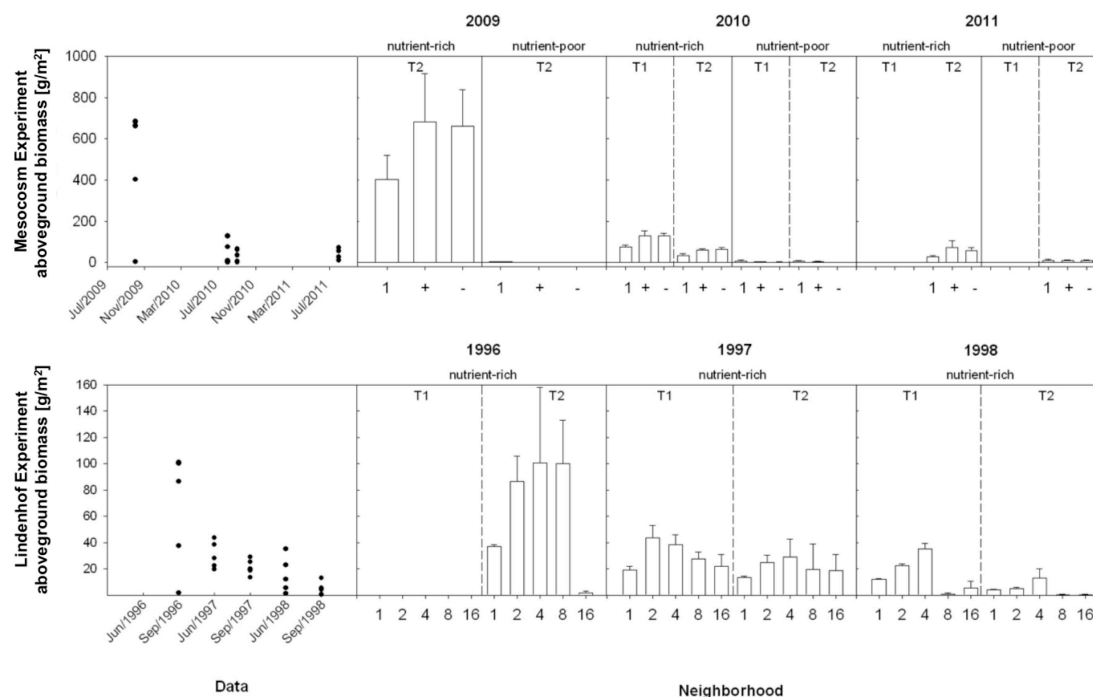 2009 2010 2011
nutrient-rich nutrient-poor nutrient-rich nutrient-poor nutrient-rich nutrient-poor
T2 T2 T1 T2 T1 T2 T1 T2 T1 T2
Mesocosm Experiment
aboveground biomass [g/m²]
1000
800
600
400
200
0
Jul/2009 Nov/2009 Mar/2010 Jul/2010 Nov/2010 Mar/2011 Jul/2011
1 + - 1 + - 1 + - 1 + - 1 + - 1 + - 1 + - 1 + -
1996 1997 1998
nutrient-rich nutrient-rich nutrient-rich
T1 T2 T1 T2 T1 T2
Lindenhof Experiment
aboveground biomass [g/m²]
160
140
120
100
80
60
40
20
Jun/1996 Sep/1996 Jun/1997 Sep/1997 Jun/1998 Sep/1998
1 2 4 8 16 1 2 4 8 16 1 2 4 8 16 1 2 4 8 16 1 2 4 8 16 1 2 4 8 16
Data Neighborhood